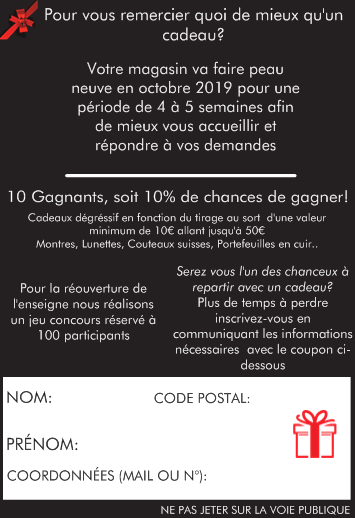 Pour vous remercier quoi de mieux qu'un
cadeau?
Votre magasin va faire peau
neuve en octobre 2019 pour une
période de 4 à 5 semaines afin
de mieux vous accueillir et
répondre à vos demandes
10 Gagnants, soit 10% de chances de gagner!
Cadeaux dégréssif en fonction du tirage au sort d'une valeur
minimum de 10€ allant jusqu'à 50€
Montres, Lunettes, Couteaux suisses, Portefeuilles en cuir..
Pour la réouverture de
l'enseigne nous réalisons
un jeu concours réservé à
100 participants
Serez vous l'un des chanceux à
repartir avec un cadeau?
Plus de temps à perdre
inscrivez-vous en
communiquant les informations
nécessaires avec le coupon ci-
dessous
NOM: CODE POSTAL:
PRÉNOM:
COORDONNÉES (MAIL OU N°):
NE PAS JETER SUR LA VOIE PUBLIQUE